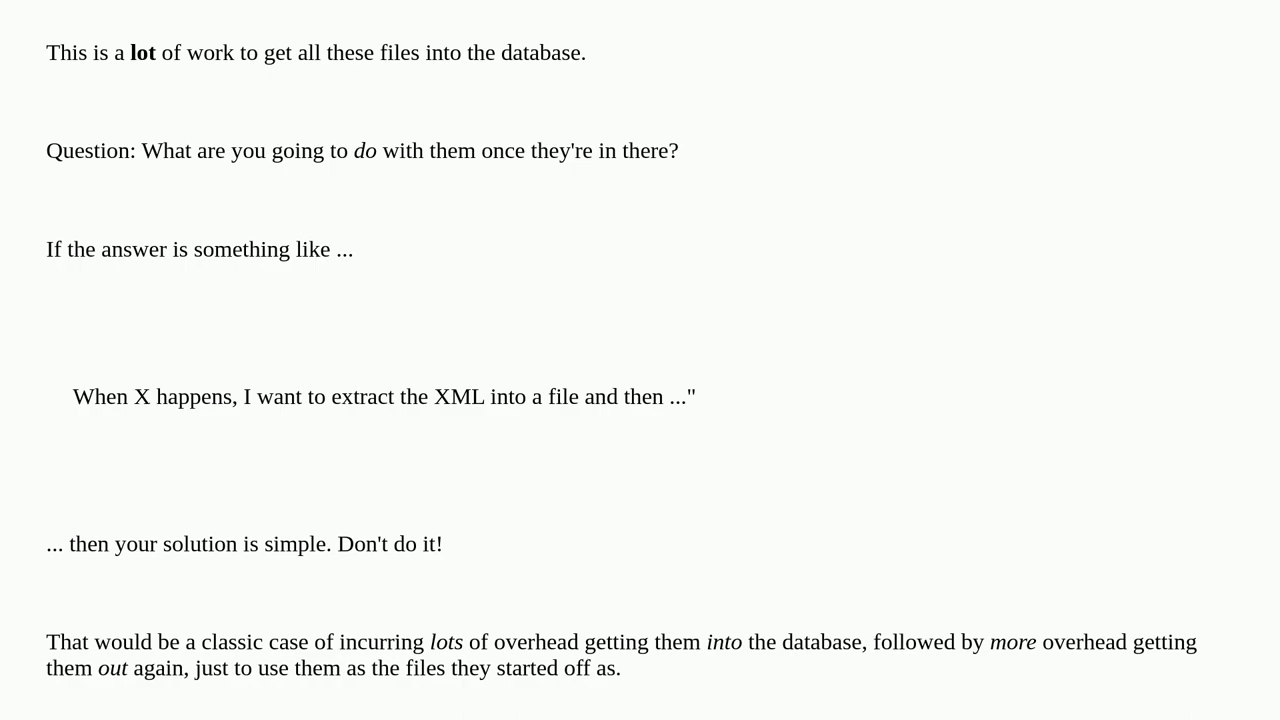 This is a lot of work to get all these files into the database.
Question: What are you going to do with them once they're in there?
If the answer is something like ...
When X happens, I want to extract the XML into a file and then ..."
... then your solution is simple. Don't do it!
That would be a classic case of incurring lots of overhead getting them into the database, followed by more overhead getting
them out again, just to use them as the files they started off as.